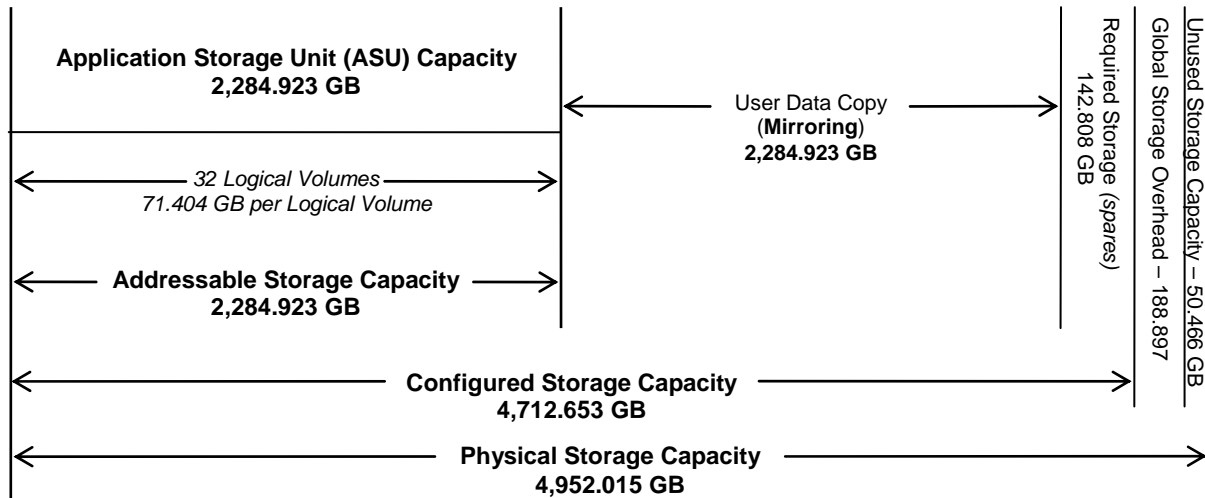 Application Storage Unit (ASU) Capacity
2,284.923 GB
User Data Copy
(Mirroring)
2,284.923 GB
Required Storage (spares)
142.808 GB
Global Storage Overhead – 188.897
Unused Storage Capacity – 50.466 GB
32 Logical Volumes
71.404 GB per Logical Volume
Addressable Storage Capacity
2,284.923 GB
Configured Storage Capacity
4,712.653 GB
Physical Storage Capacity
4,952.015 GB